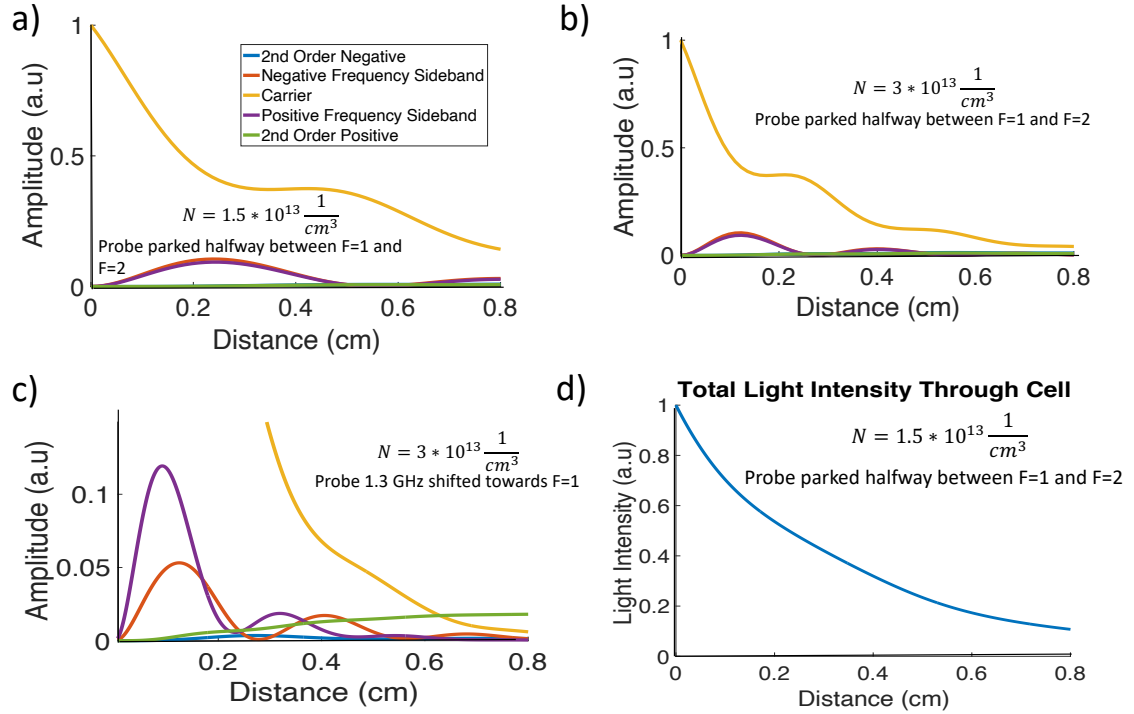 a)
1
0.5
0
Amplitude (a.u)
2nd Order Negative
Negative Frequency Sideband
Carrier
Positive Frequency Sideband
2nd Order Positive
N = 1.5 * 10^13 1/cm^3
Probe parked halfway between F=1 and
F=2
0 0.2 0.4 0.6 0.8
Distance (cm)
b)
1
0.5
0
Amplitude (a.u)
N = 3 * 10^13 1/cm^3
Probe parked halfway between F=1 and F=2
0 0.2 0.4 0.6 0.8
Distance (cm)
c)
0.1
0.05
0
Amplitude (a.u)
N = 3 * 10^13 1/cm^3
Probe 1.3 GHz shifted towards F=1
0.2 0.4 0.6 0.8
Distance (cm)
d)
Total Light Intensity Through Cell
1
0.8
0.6
0.4
0.2
0
Light Intensity (a.u)
N = 1.5 * 10^13 1/cm^3
Probe parked halfway between F=1 and F=2
0 0.2 0.4 0.6 0.8
Distance (cm)